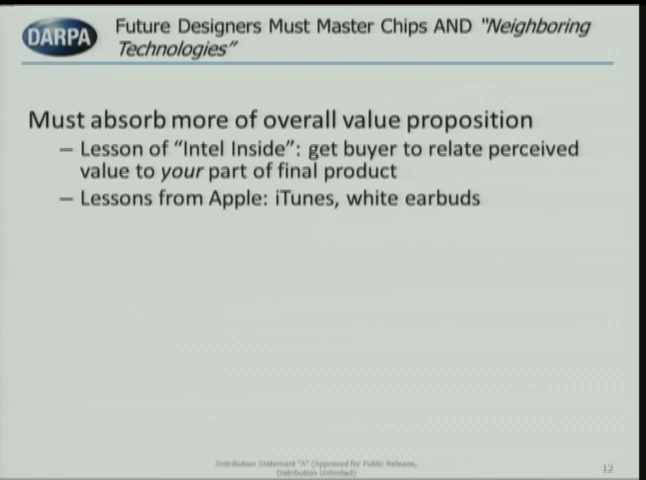 DARPA
Future Designers Must Master Chips AND "Neighboring
Technologies"
Must absorb more of overall value proposition
– Lesson of "Intel Inside": get buyer to relate perceived
value to your part of final product
– Lessons from Apple: iTunes, white earbuds
Distribution Statement "A" (Approved for Public Release,
Distribution Unlimited)
12